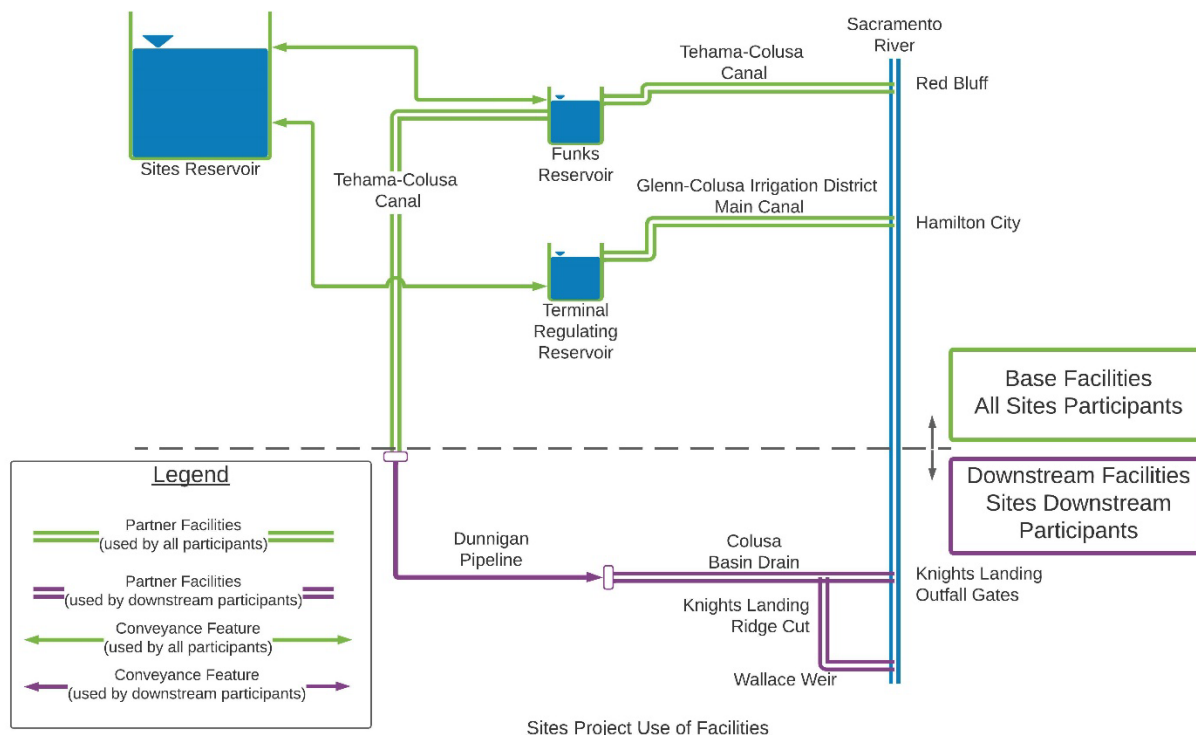 Sacramento
River
Tehama-Colusa
Canal
Red Bluff
Sites Reservoir
Funks
Reservoir
Tehama-Colusa
Canal
Glenn-Colusa Irrigation District
Main Canal
Hamilton City
Terminal
Regulating
Reservoir
Base Facilities
All Sites Participants
Downstream Facilities
Sites Downstream
Participants
Legend
Partner Facilities
(used by all participants)
Partner Facilities
(used by downstream participants)
Conveyance Feature
(used by all participants)
Conveyance Feature
(used by downstream participants)
Dunnigan
Pipeline
Colusa
Basin Drain
Knights Landing
Outfall Gates
Knights Landing
Ridge Cut
Wallace Weir
Sites Project Use of Facilities